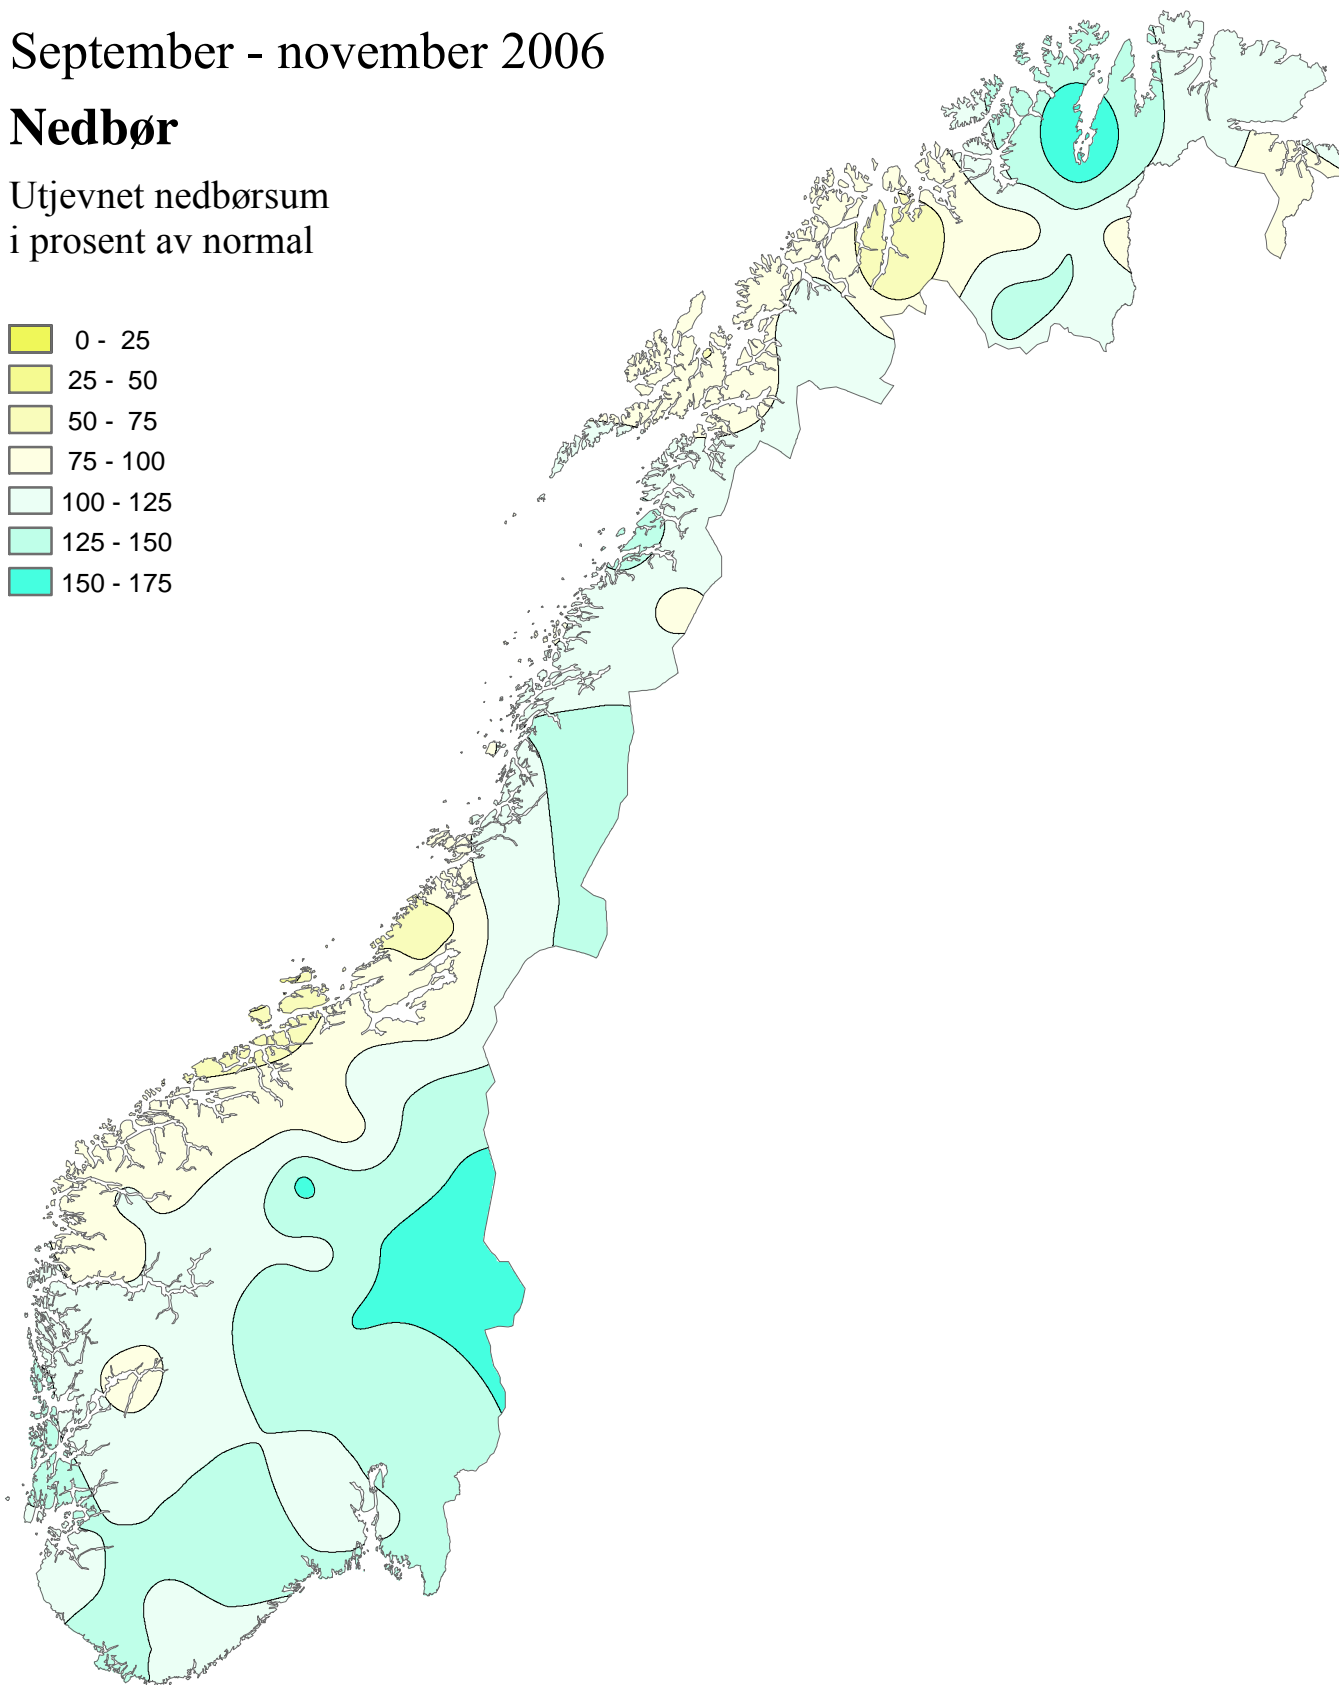 September - november 2006
Nedbør
Utjevnet nedbørsum
i prosent av normal
0 - 25
25 - 50
50 - 75
75 - 100
100 - 125
125 - 150
150 - 175